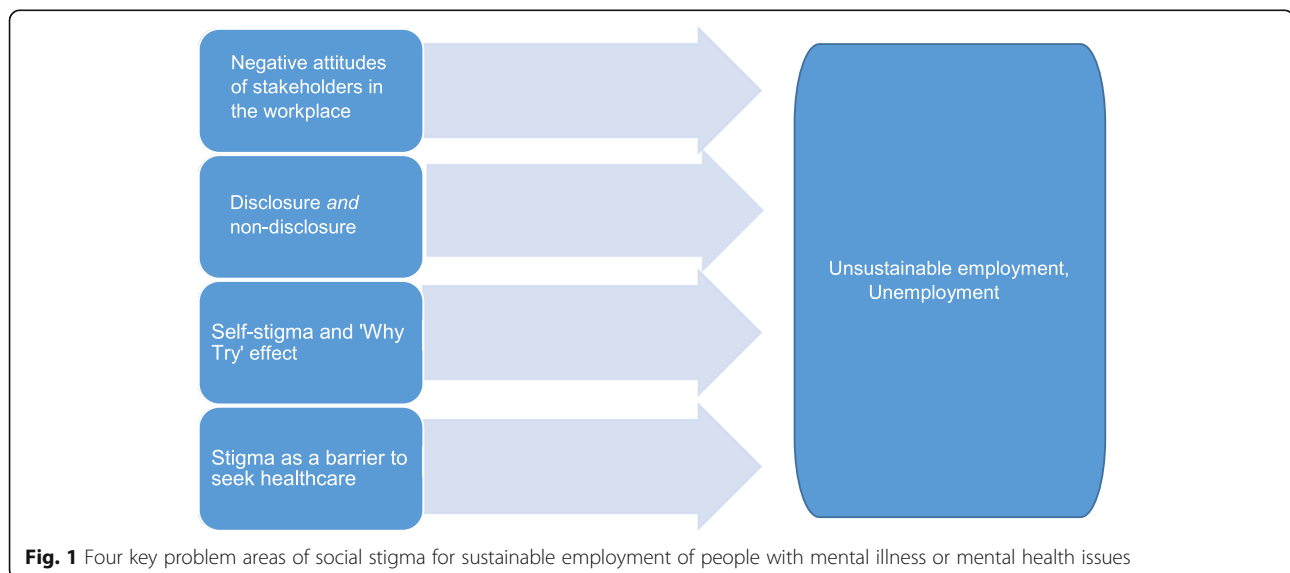 Negative attitudes
of stakeholders in
the workplace
Disclosure and
non-disclosure
Self-stigma and 'Why
Try' effect
Stigma as a barrier to
seek healthcare
Unsustainable employment,
Unemployment
Fig. 1 Four key problem areas of social stigma for sustainable employment of people with mental illness or mental health issues